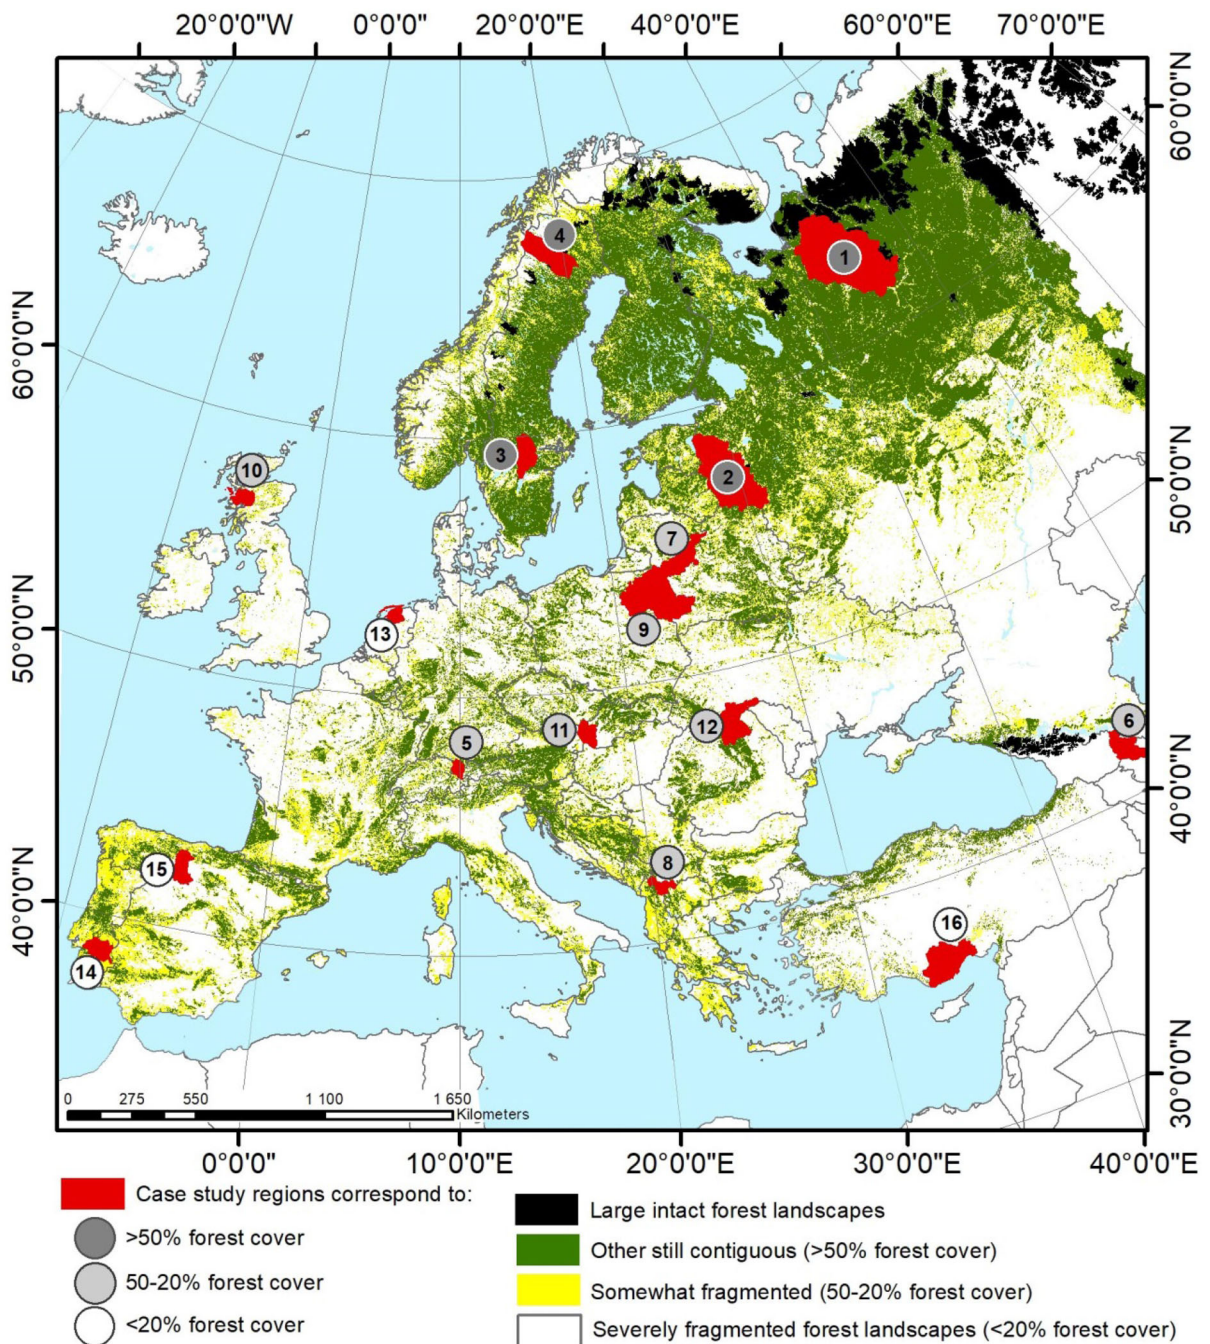 20°0'0"W 0°0'0" 20°0'0"E 40°0'0"E 60°0'0"E 70°0'0"E
60°0'0"N
60°0'0"N
50°0'0"N
50°0'0"N
40°0'0"N
40°0'0"N
30°0'0"N
4
1
3
10
2
7
13
9
6
12
11
5
8
15
16
14
0 275 550 1 100 1 650
Kilometers
0°0'0" 10°0'0"E 20°0'0"E 30°0'0"E 40°0'0"E
Case study regions correspond to:
>50% forest cover
50-20% forest cover
<20% forest cover
Large intact forest landscapes
Other still contiguous (>50% forest cover)
Somewhat fragmented (50-20% forest cover)
Severely fragmented forest landscapes (<20% forest cover)